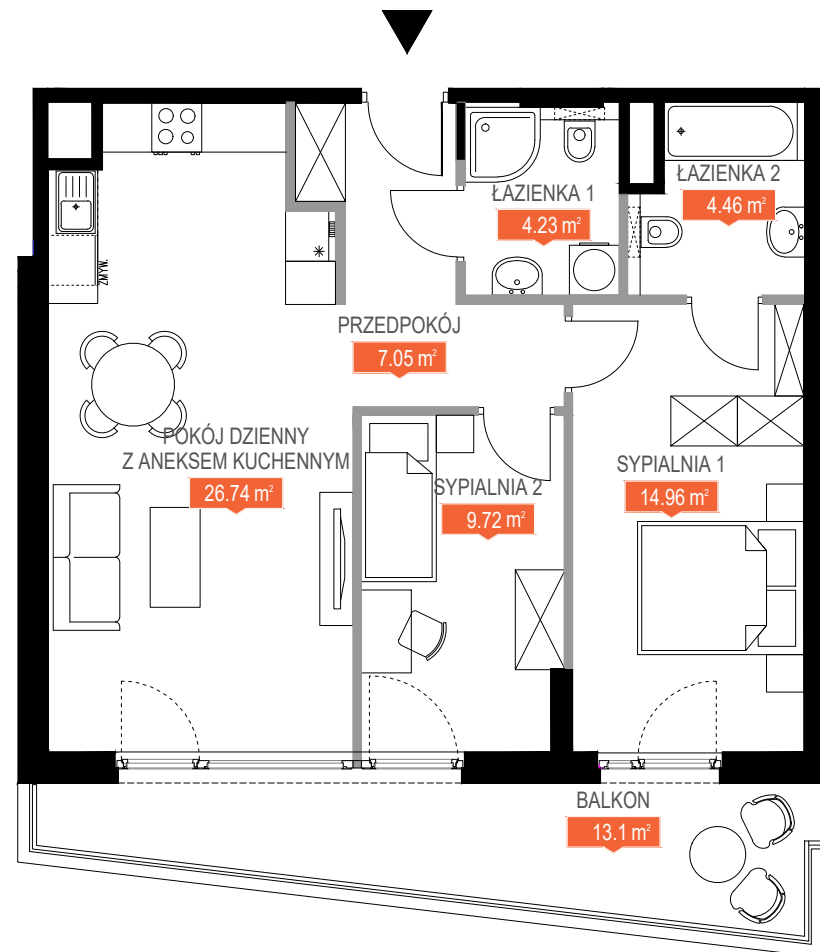 ŁAZIENKA 1
4.23 m²
ŁAZIENKA 2
4.46 m²
ZMYW.
PRZEDPOKÓJ
7.05 m²
POKÓJ DZIENNY
Z ANEKSEM KUCHENNYM
26.74 m²
SYPIALNIA 2
9.72 m²
SYPIALNIA 1
14.96 m²
BALKON
13.1 m²